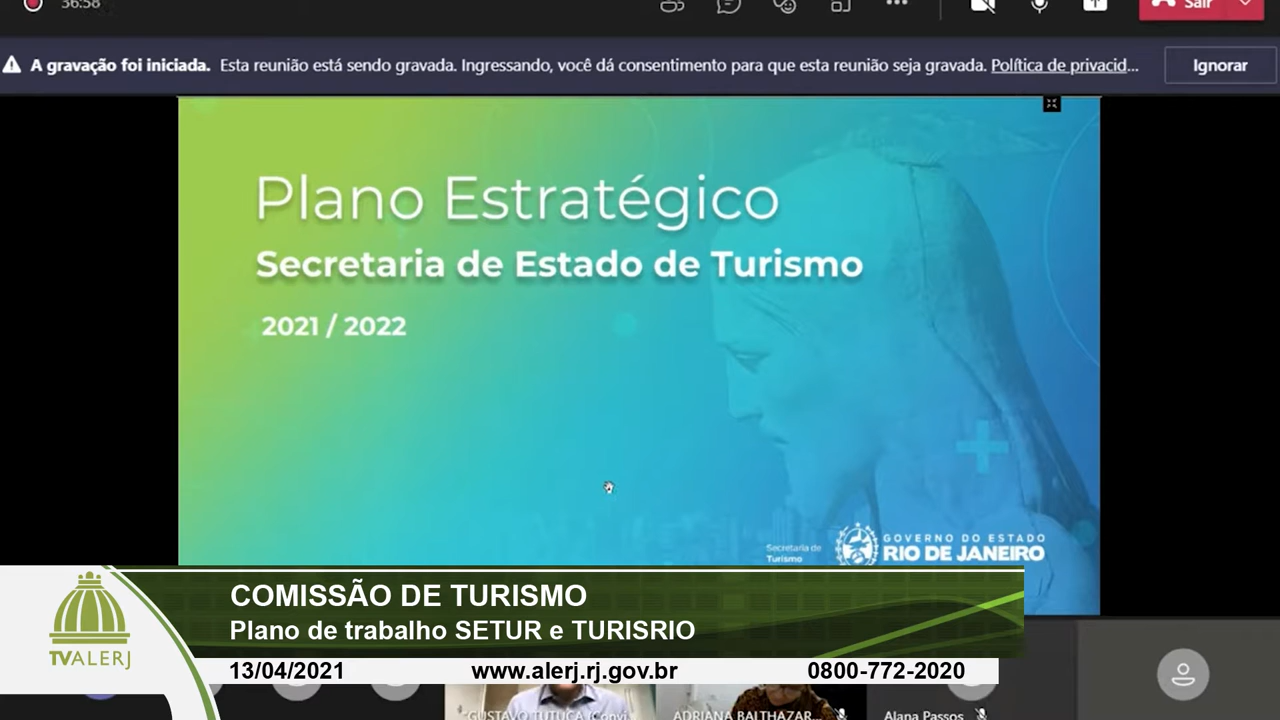 36:58
Sair
A gravação foi iniciada. Esta reunião está sendo gravada. Ingressando, você dá consentimento para que esta reunião seja gravada. Política de privacid...
Ignorar
Plano Estratégico
Secretaria de Estado de Turismo
2021 / 2022
Secretaria de
Turismo
GOVERNO DO ESTADO
RIO DE JANEIRO
COMISSÃO DE TURISMO
Plano de trabalho SETUR e TURISRIO
TVALERJ
13/04/2021
www.alerj.rj.gov.br
0800-772-2020
GUSTAVO TUTUCA (Convi...
ADRIANA BALTHAZAR...
Alana Passos